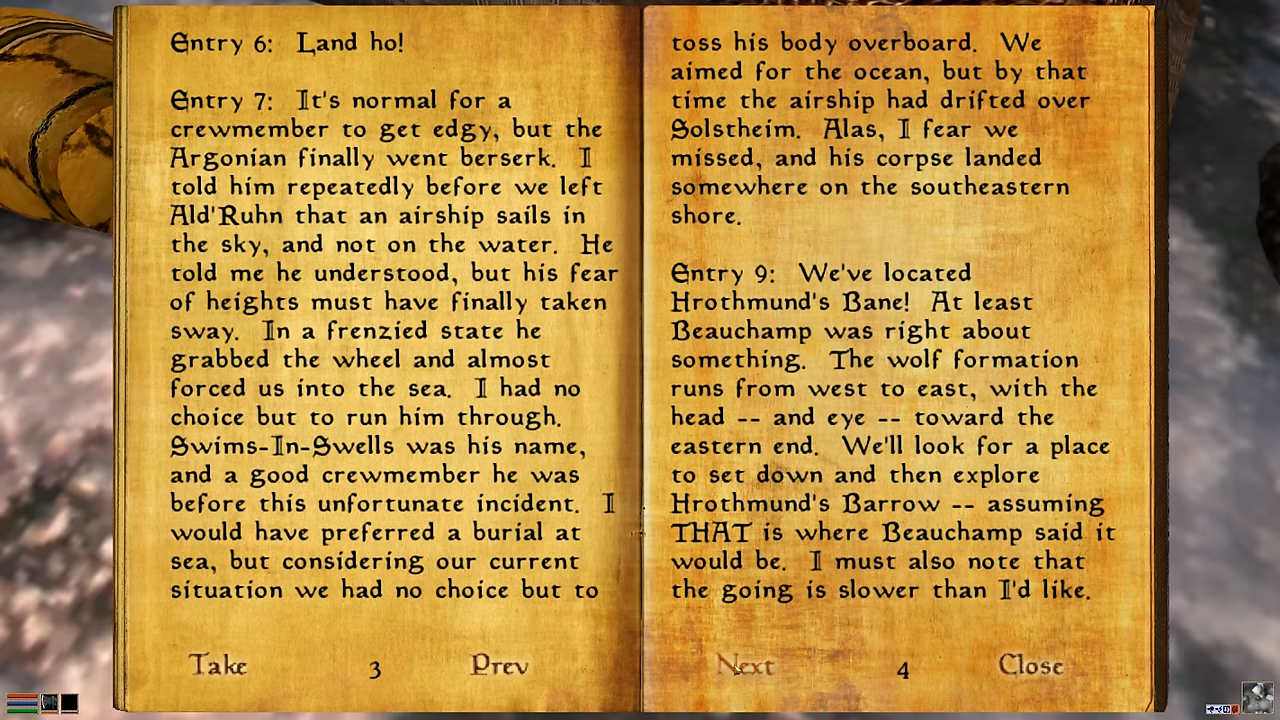 Entry 6:  Land ho!
Entry 7:  It's normal for a
crewmember to get edgy, but the
Argonian finally went berserk.  I
told him repeatedly before we left
Ald'Ruhn that an airship sails in
the sky, and not on the water.  He
told me he understood, but his fear
of heights must have finally taken
sway.  In a frenzied state he
grabbed the wheel and almost
forced us into the sea.  I had no
choice but to run him through.
Swims-In-Swells was his name,
and a good crewmember he was
before this unfortunate incident.  I
would have preferred a burial at
sea, but considering our current
situation we had no choice but to
toss his body overboard.  We
aimed for the ocean, but by that
time the airship had drifted over
Solstheim.  Alas, I fear we
missed, and his corpse landed
somewhere on the southeastern
shore.
Entry 9:  We've located
Hrothmund's Bane!  At least
Beauchamp was right about
something.  The wolf formation
runs from west to east, with the
head -- and eye -- toward the
eastern end.  We'll look for a place
to set down and then explore
Hrothmund's Barrow -- assuming
THAT is where Beauchamp said it
would be.  I must also note that
the going is slower than I'd like.
Take 3 Prev Next 4 Close